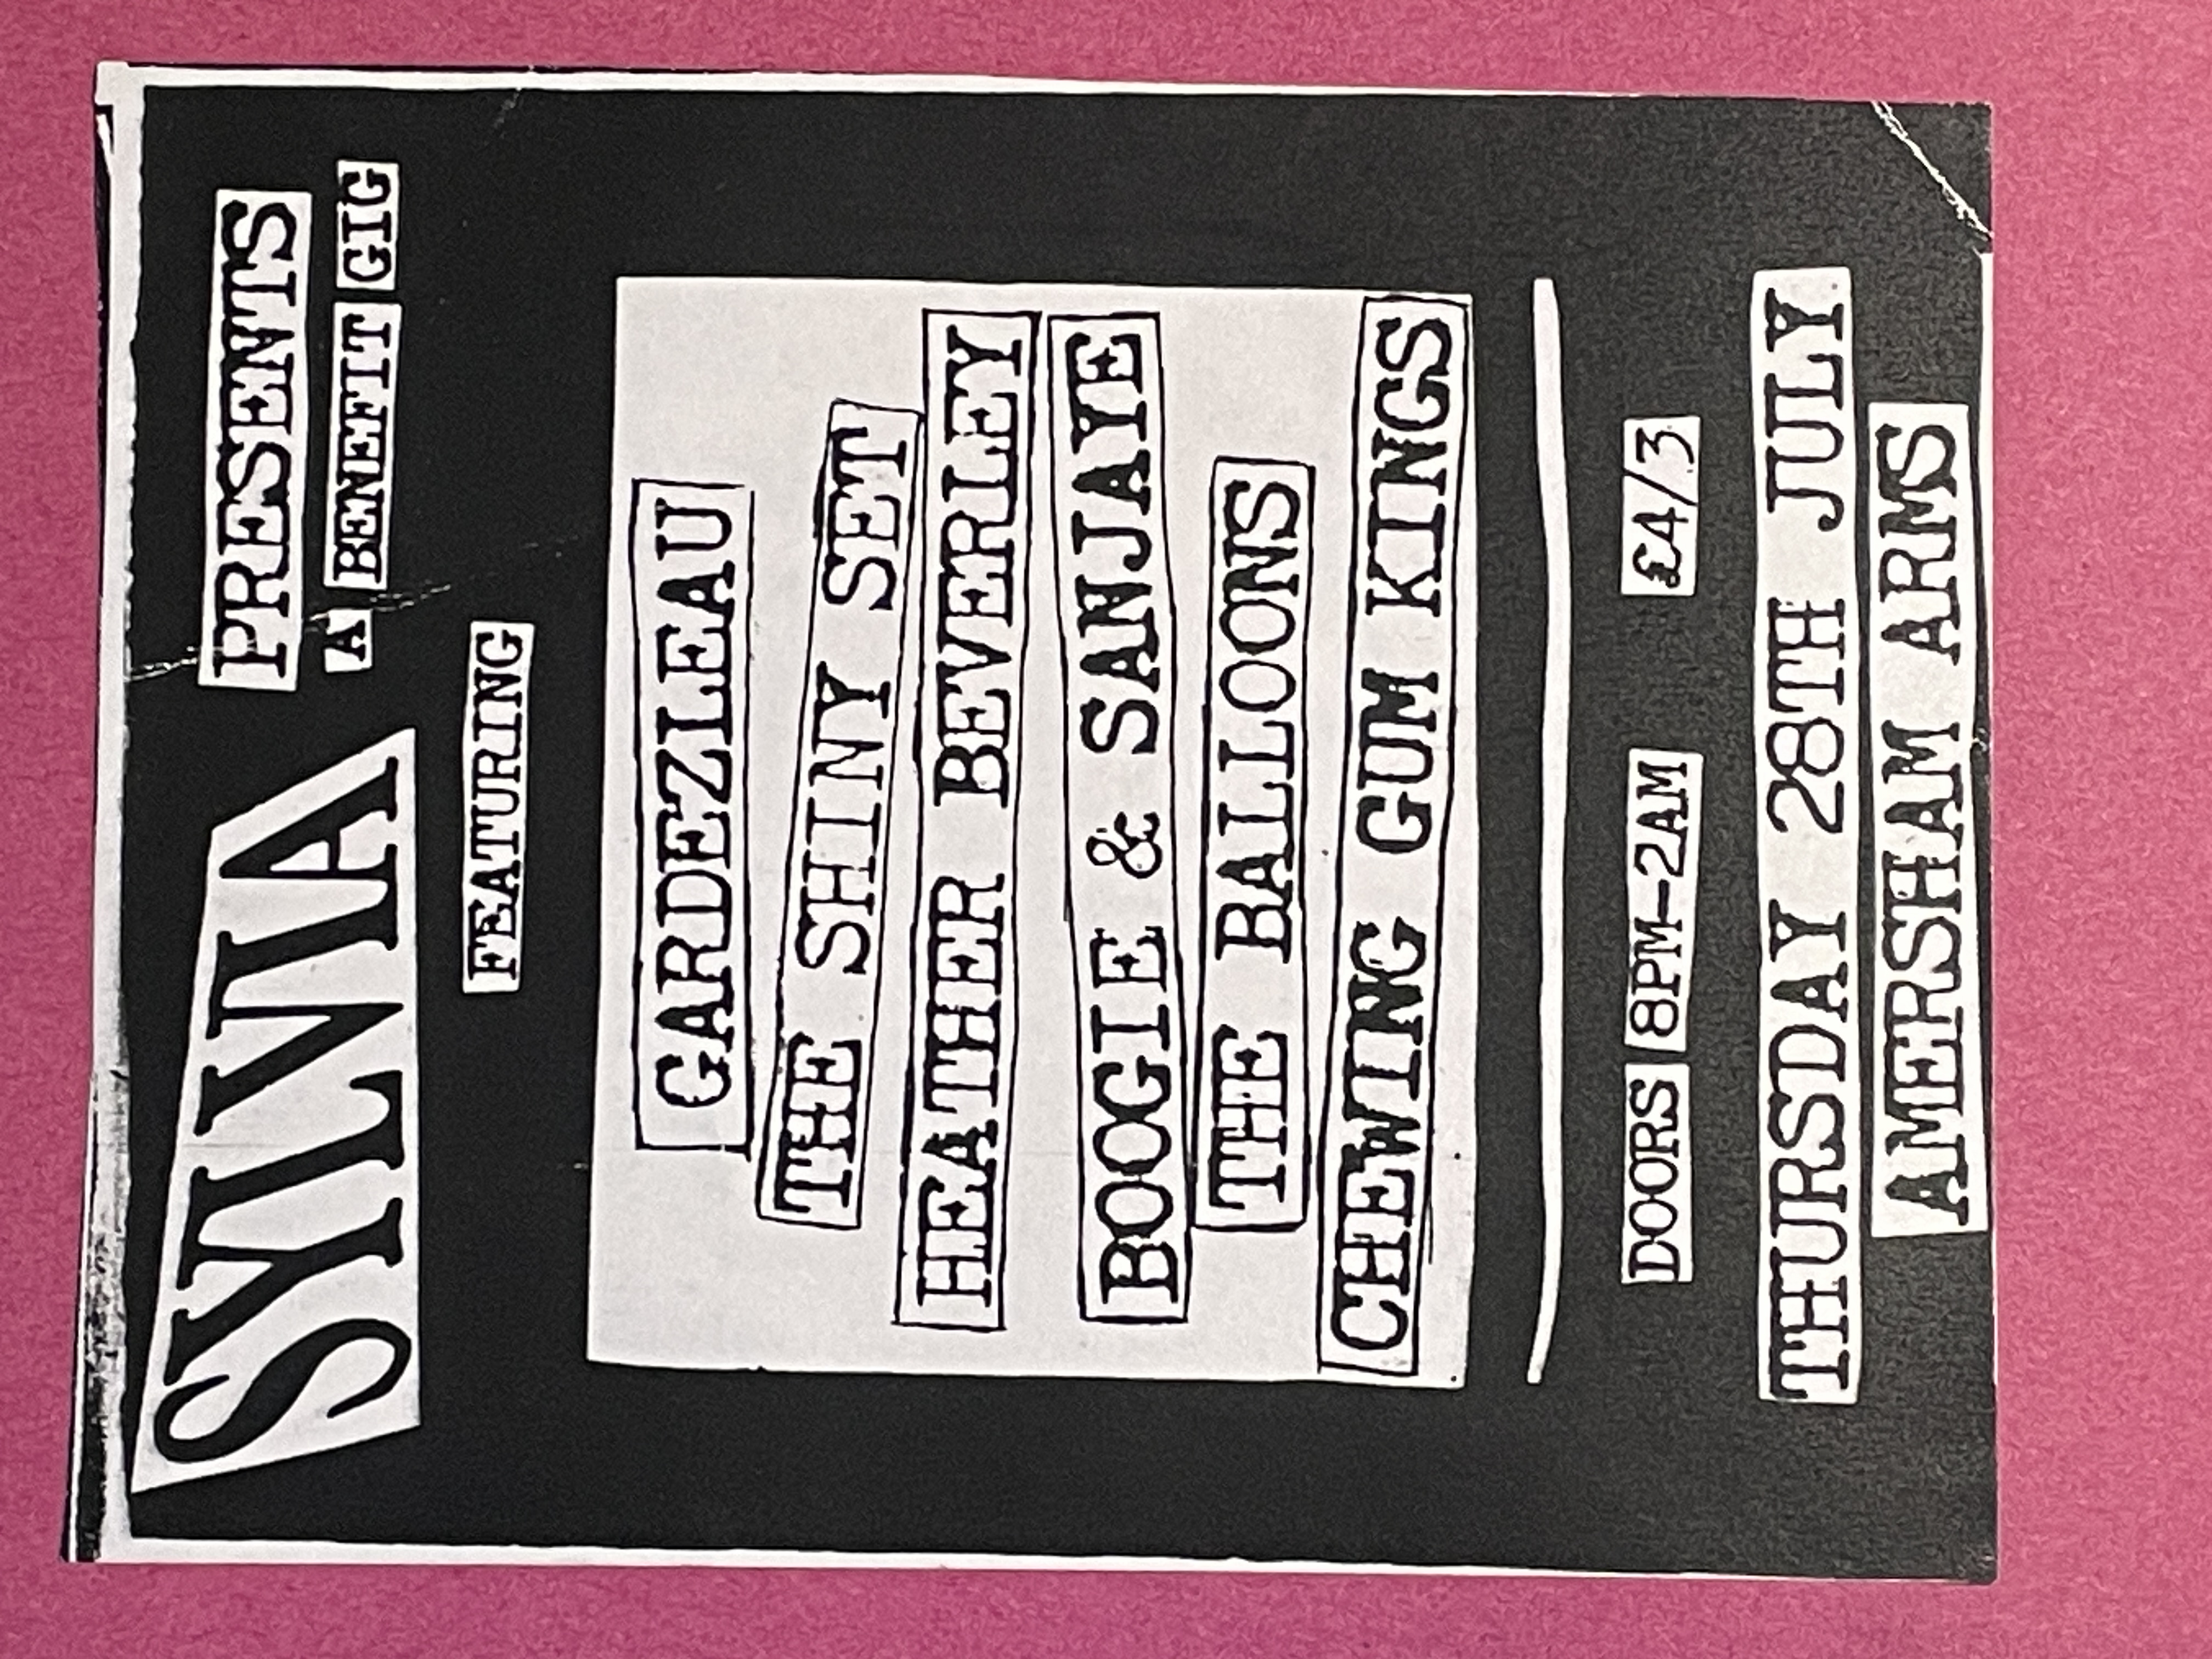 SYLVIA PRESENTS
A BENEFIT GIG
FEATURING
GARDEZLEAU
THE SHINY SET
HEATHER BEVERLEY
BOOGIE & SANJAYE
THE BALLOONS
CHEWING GUM KINGS
DOORS 8PM-2AM £4/3
THURSDAY 28TH JULY
AMERSHAM ARMS